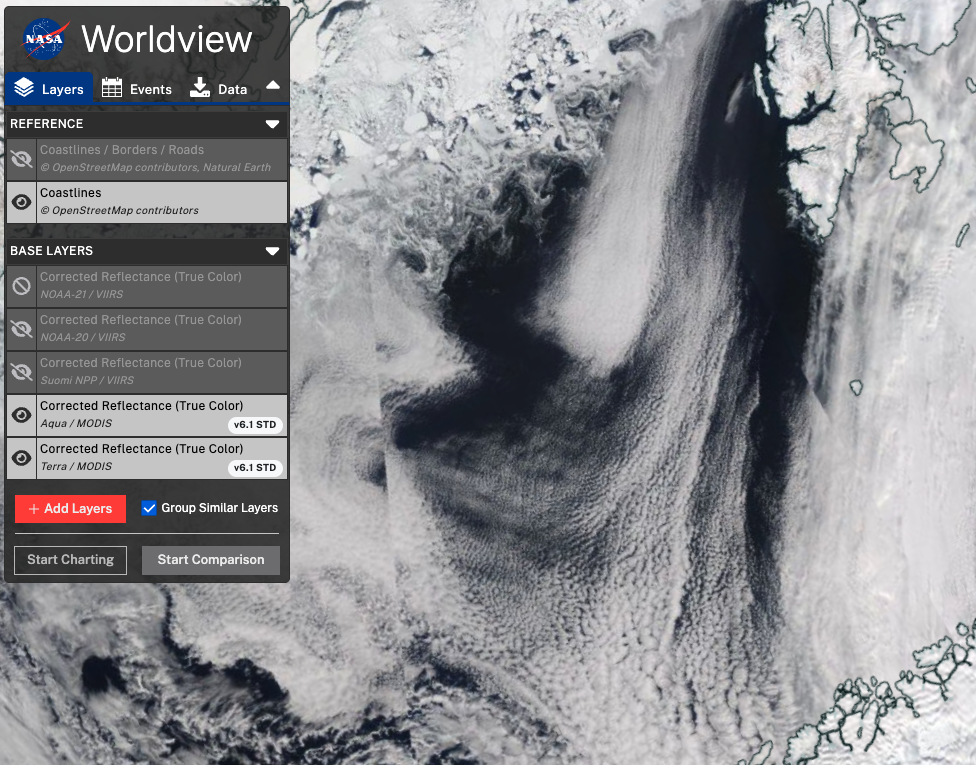 NASA Worldview
Layers Events Data
REFERENCE
Coastlines / Borders / Roads
© OpenStreetMap contributors, Natural Earth
Coastlines
© OpenStreetMap contributors
BASE LAYERS
Corrected Reflectance (True Color)
NOAA-21 / VIIRS
Corrected Reflectance (True Color)
NOAA-20 / VIIRS
Corrected Reflectance (True Color)
Suomi NPP / VIIRS
Corrected Reflectance (True Color)
Aqua / MODIS v6.1 STD
Corrected Reflectance (True Color)
Terra / MODIS v6.1 STD
+ Add Layers Group Similar Layers
Start Charting Start Comparison